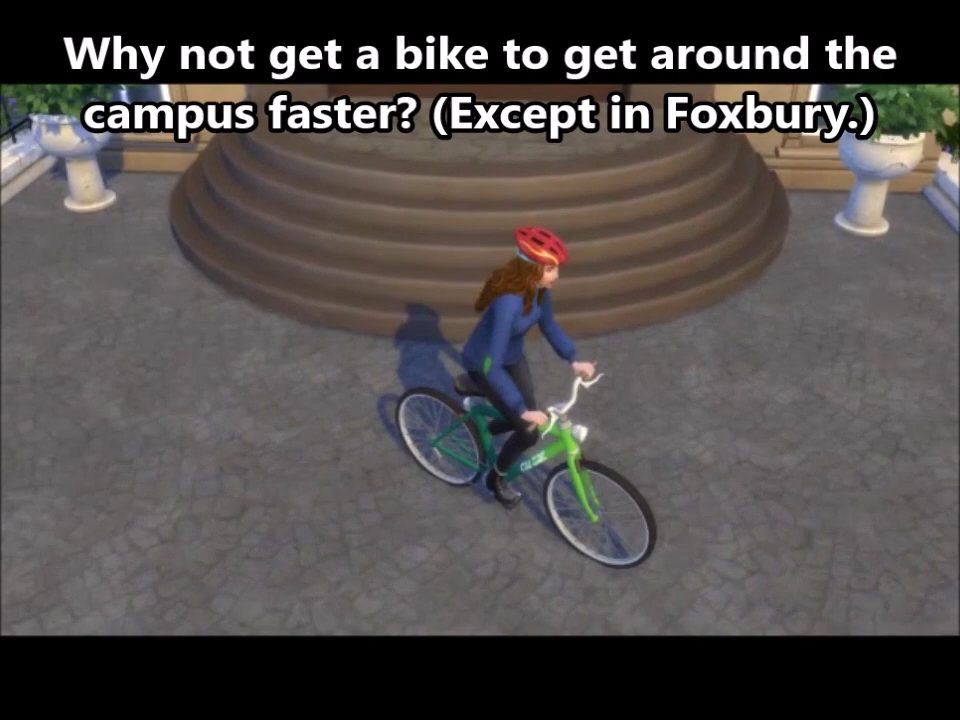 Why not get a bike to get around the
campus faster? (Except in Foxbury.)